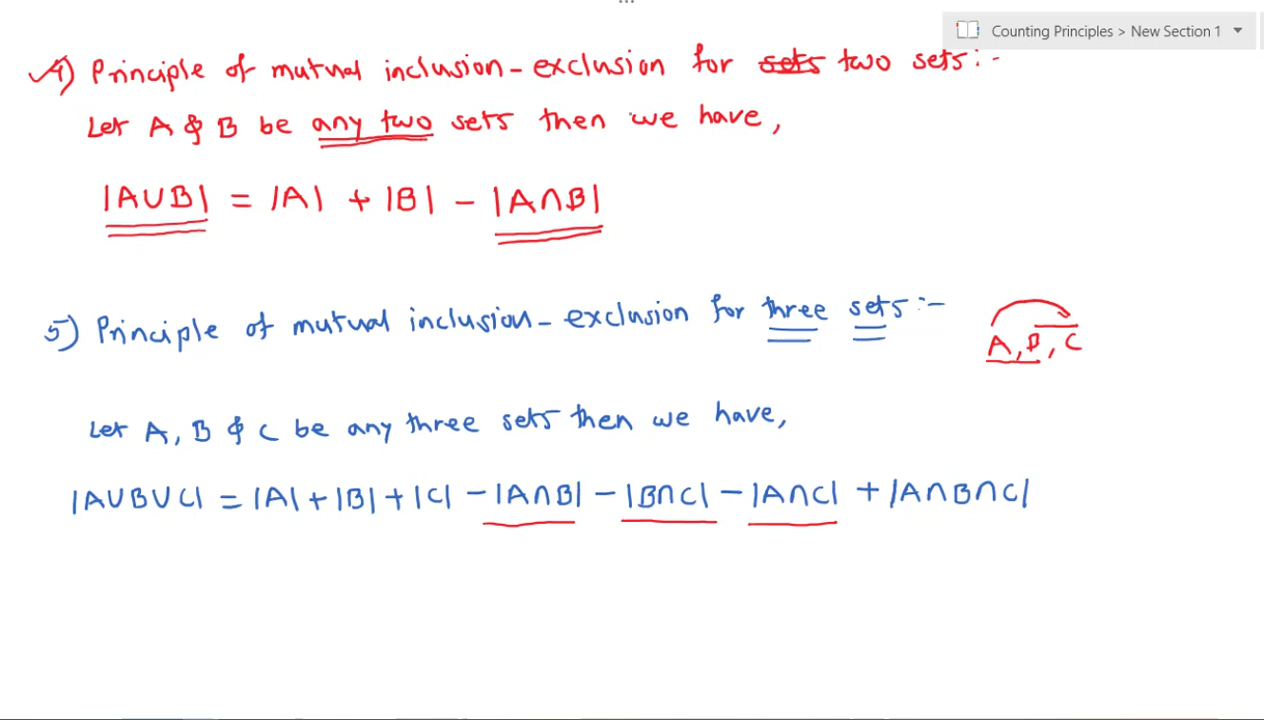 Counting Principles > New Section 1
4) Principle of mutual inclusion-exclusion for sets two sets:-
Let A & B be any two sets then we have,
|A∪B| = |A| + |B| - |A∩B|
5) Principle of mutual inclusion-exclusion for three sets:-
A, B, C
Let A, B & C be any three sets then we have,
|A∪B∪C| = |A| + |B| + |C| - |A∩B| - |B∩C| - |A∩C| + |A∩B∩C|